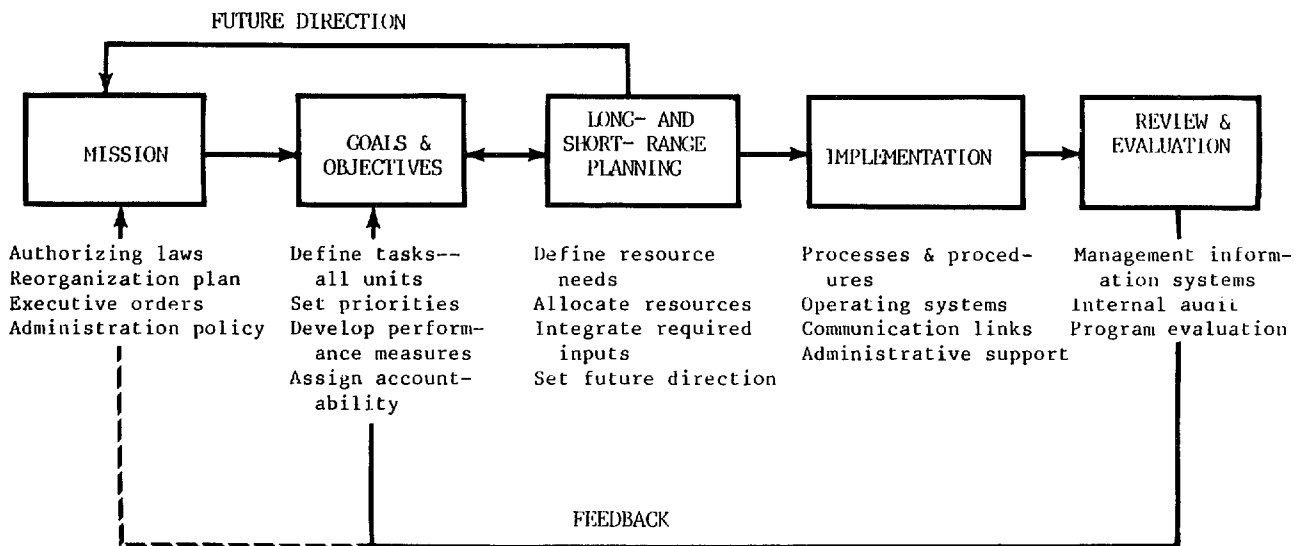 FUTURE DIRECTION
MISSION
GOALS &
OBJECTIVES
LONG- AND
SHORT- RANGE
PLANNING
IMPLEMENTATION
REVIEW &
EVALUATION
Authorizing laws
Reorganization plan
Executive orders
Administration policy
Define tasks--
all units
Set priorities
Develop perform-
ance measures
Assign account-
ability
Define resource
needs
Allocate resources
Integrate required
inputs
Set future direction
Processes & proced-
ures
Operating systems
Communication links
Administrative support
Management inform-
ation systems
Internal audit
Program evaluation
FEEDBACK